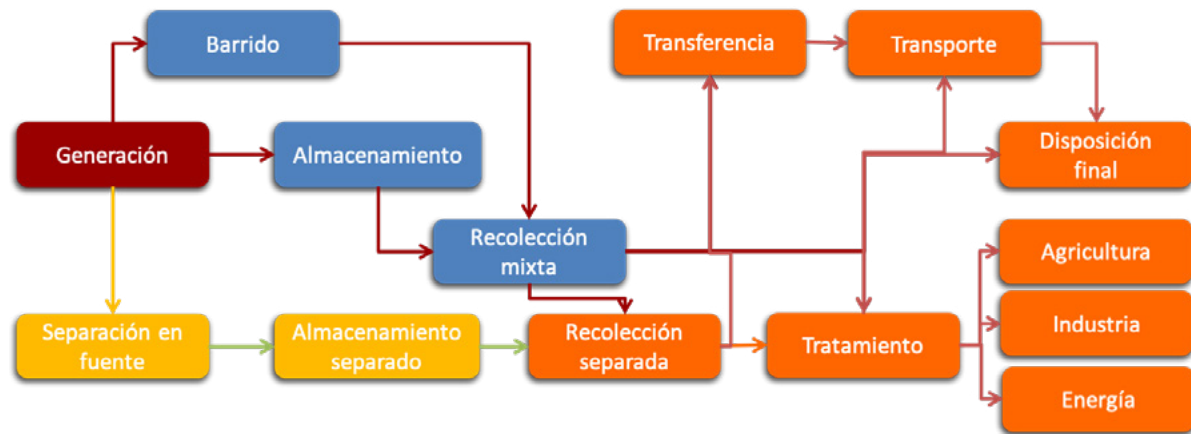 Barrido
Transferencia
Transporte
Generación
Almacenamiento
Disposición
final
Recolección
mixta
Agricultura
Separación en
fuente
Almacenamiento
separado
Recolección
separada
Tratamiento
Industria
Energía